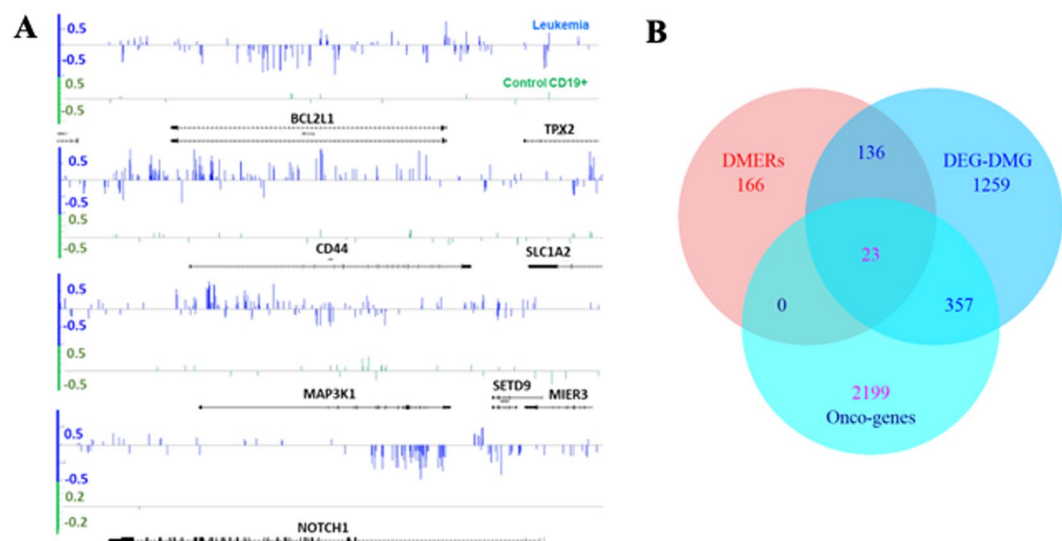 A
0.5
Leukemia
-0.5
0.5
Control CD19+
-0.5
BCL2L1
TPX2
0.5
-0.5
0.5
-0.5
CD44
SLC1A2
0.5
-0.5
0.5
-0.5
SETD9
MAP3K1
MIER3
0.5
-0.5
0.2
-0.2
NOTCH1
B
DMERs
166
136
DEG-DMG
1259
23
0
357
2199
Onco-genes